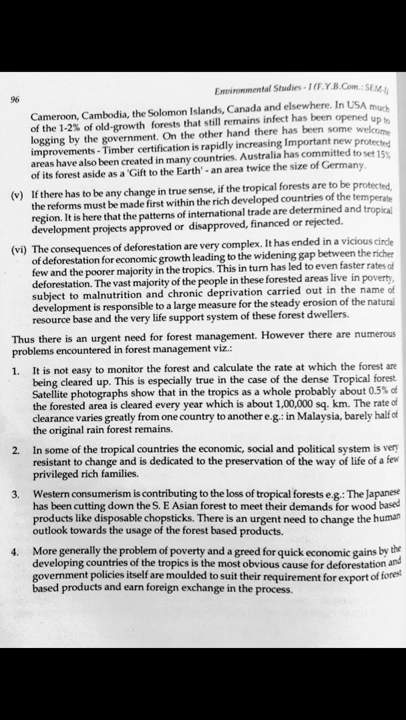 96
Environmental Studies - I (F.Y.B.Com.: SEM-I)
Cameroon, Cambodia, the Solomon Islands, Canada and elsewhere. In USA much
of the 1-2% of old-growth forests that still remains infect has been opened up to
logging by the government. On the other hand there has been some welcome
improvements - Timber certification is rapidly increasing Important new protected
areas have also been created in many countries. Australia has committed to set 15%
of its forest aside as a 'Gift to the Earth' - an area twice the size of Germany.
(v) If there has to be any change in true sense, if the tropical forests are to be protected,
the reforms must be made first within the rich developed countries of the temperate
region. It is here that the patterns of international trade are determined and tropical
development projects approved or disapproved, financed or rejected.
(vi) The consequences of deforestation are very complex. It has ended in a vicious circle
of deforestation for economic growth leading to the widening gap between the richer
few and the poorer majority in the tropics. This in turn has led to even faster rates of
deforestation. The vast majority of the people in these forested areas live in poverty,
subject to malnutrition and chronic deprivation carried out in the name of
development is responsible to a large measure for the steady erosion of the natural
resource base and the very life support system of these forest dwellers.
Thus there is an urgent need for forest management. However there are numerous
problems encountered in forest management viz.:
1. It is not easy to monitor the forest and calculate the rate at which the forest are
being cleared up. This is especially true in the case of the dense Tropical forest.
Satellite photographs show that in the tropics as a whole probably about 0.5% of
the forested area is cleared every year which is about 1,00,000 sq. km. The rate of
clearance varies greatly from one country to another e.g.: in Malaysia, barely half of
the original rain forest remains.
2. In some of the tropical countries the economic, social and political system is very
resistant to change and is dedicated to the preservation of the way of life of a few
privileged rich families.
3. Western consumerism is contributing to the loss of tropical forests e.g.: The Japanese
has been cutting down the S. E Asian forest to meet their demands for wood based
products like disposable chopsticks. There is an urgent need to change the human
outlook towards the usage of the forest based products.
4. More generally the problem of poverty and a greed for quick economic gains by the
developing countries of the tropics is the most obvious cause for deforestation and
government policies itself are moulded to suit their requirement for export of forest
based products and earn foreign exchange in the process.